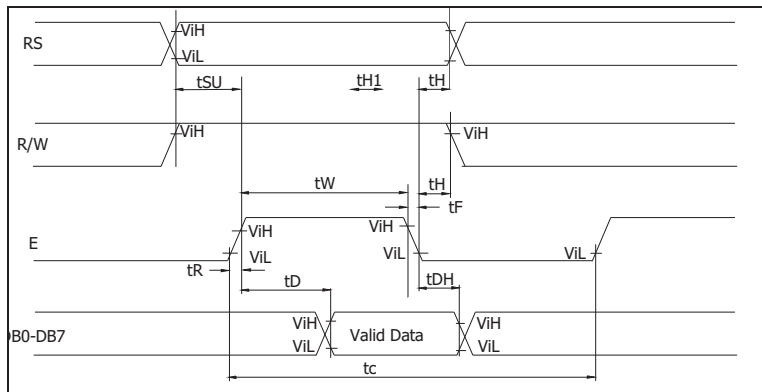 RS
ViH
ViL
tSU
tH1
tH
R/W
ViH
ViH
tW
tH
tF
E
ViH
ViH
ViL
ViL
ViL
tR
tD
tDH
DB0-DB7
ViH
Valid Data
ViH
ViL
ViL
tc